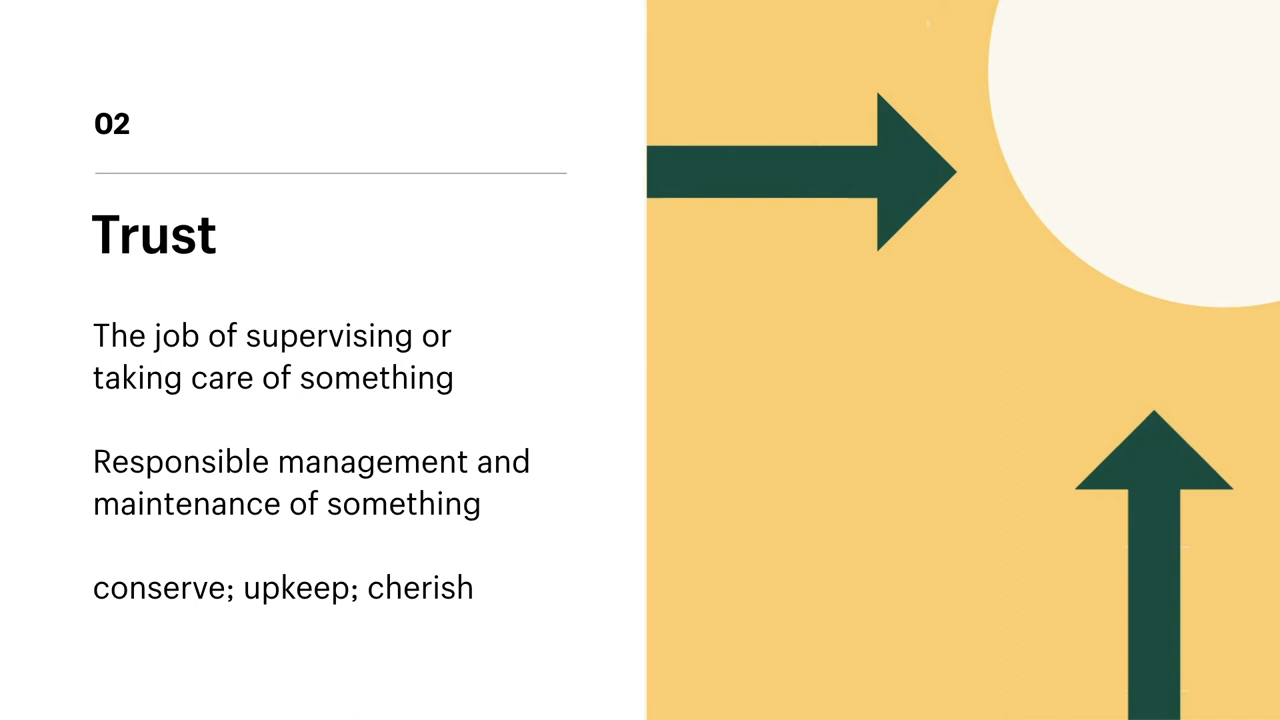 02
Trust
The job of supervising or
taking care of something
Responsible management and
maintenance of something
conserve; upkeep; cherish